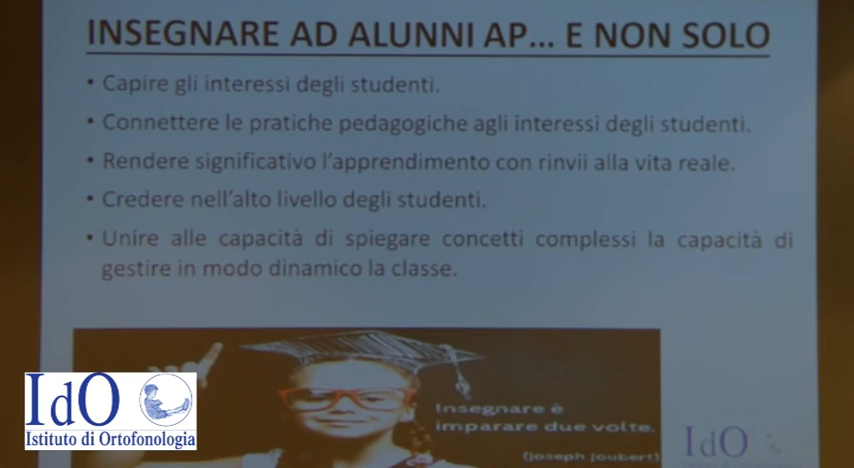 INSEGNARE AD ALUNNI AP... E NON SOLO
• Capire gli interessi degli studenti.
• Connettere le pratiche pedagogiche agli interessi degli studenti.
• Rendere significativo l'apprendimento con rinvii alla vita reale.
• Credere nell'alto livello degli studenti.
• Unire alle capacità di spiegare concetti complessi la capacità di
gestire in modo dinamico la classe.
Insegnare è
imparare due volte.
(Joseph Joubert)
IdO
IdO
Istituto di Ortofonologia